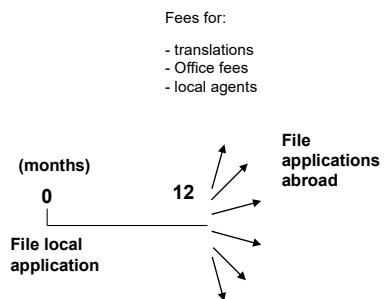 Fees for:
- translations
- Office fees
- local agents
File
applications
abroad
(months)
0
12
File local
application